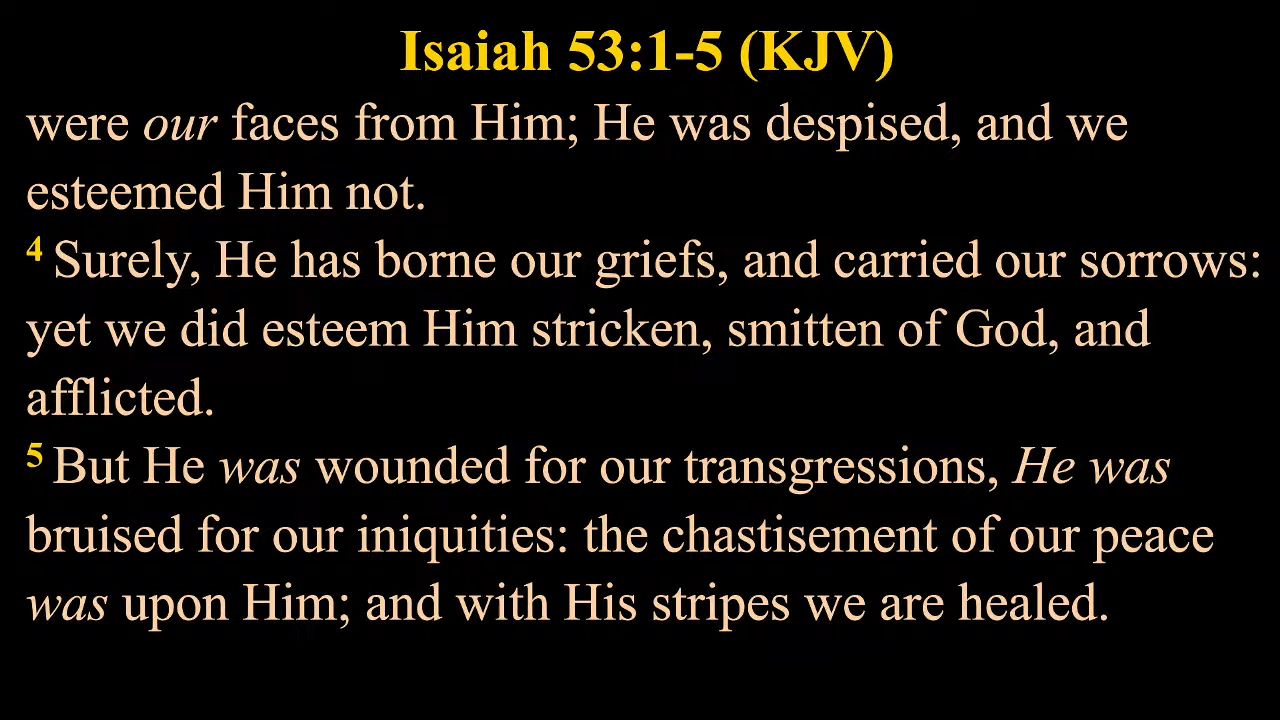 Isaiah 53:1-5 (KJV)
were our faces from Him; He was despised, and we
esteemed Him not.
4 Surely, He has borne our griefs, and carried our sorrows:
yet we did esteem Him stricken, smitten of God, and
afflicted.
5 But He was wounded for our transgressions, He was
bruised for our iniquities: the chastisement of our peace
was upon Him; and with His stripes we are healed.